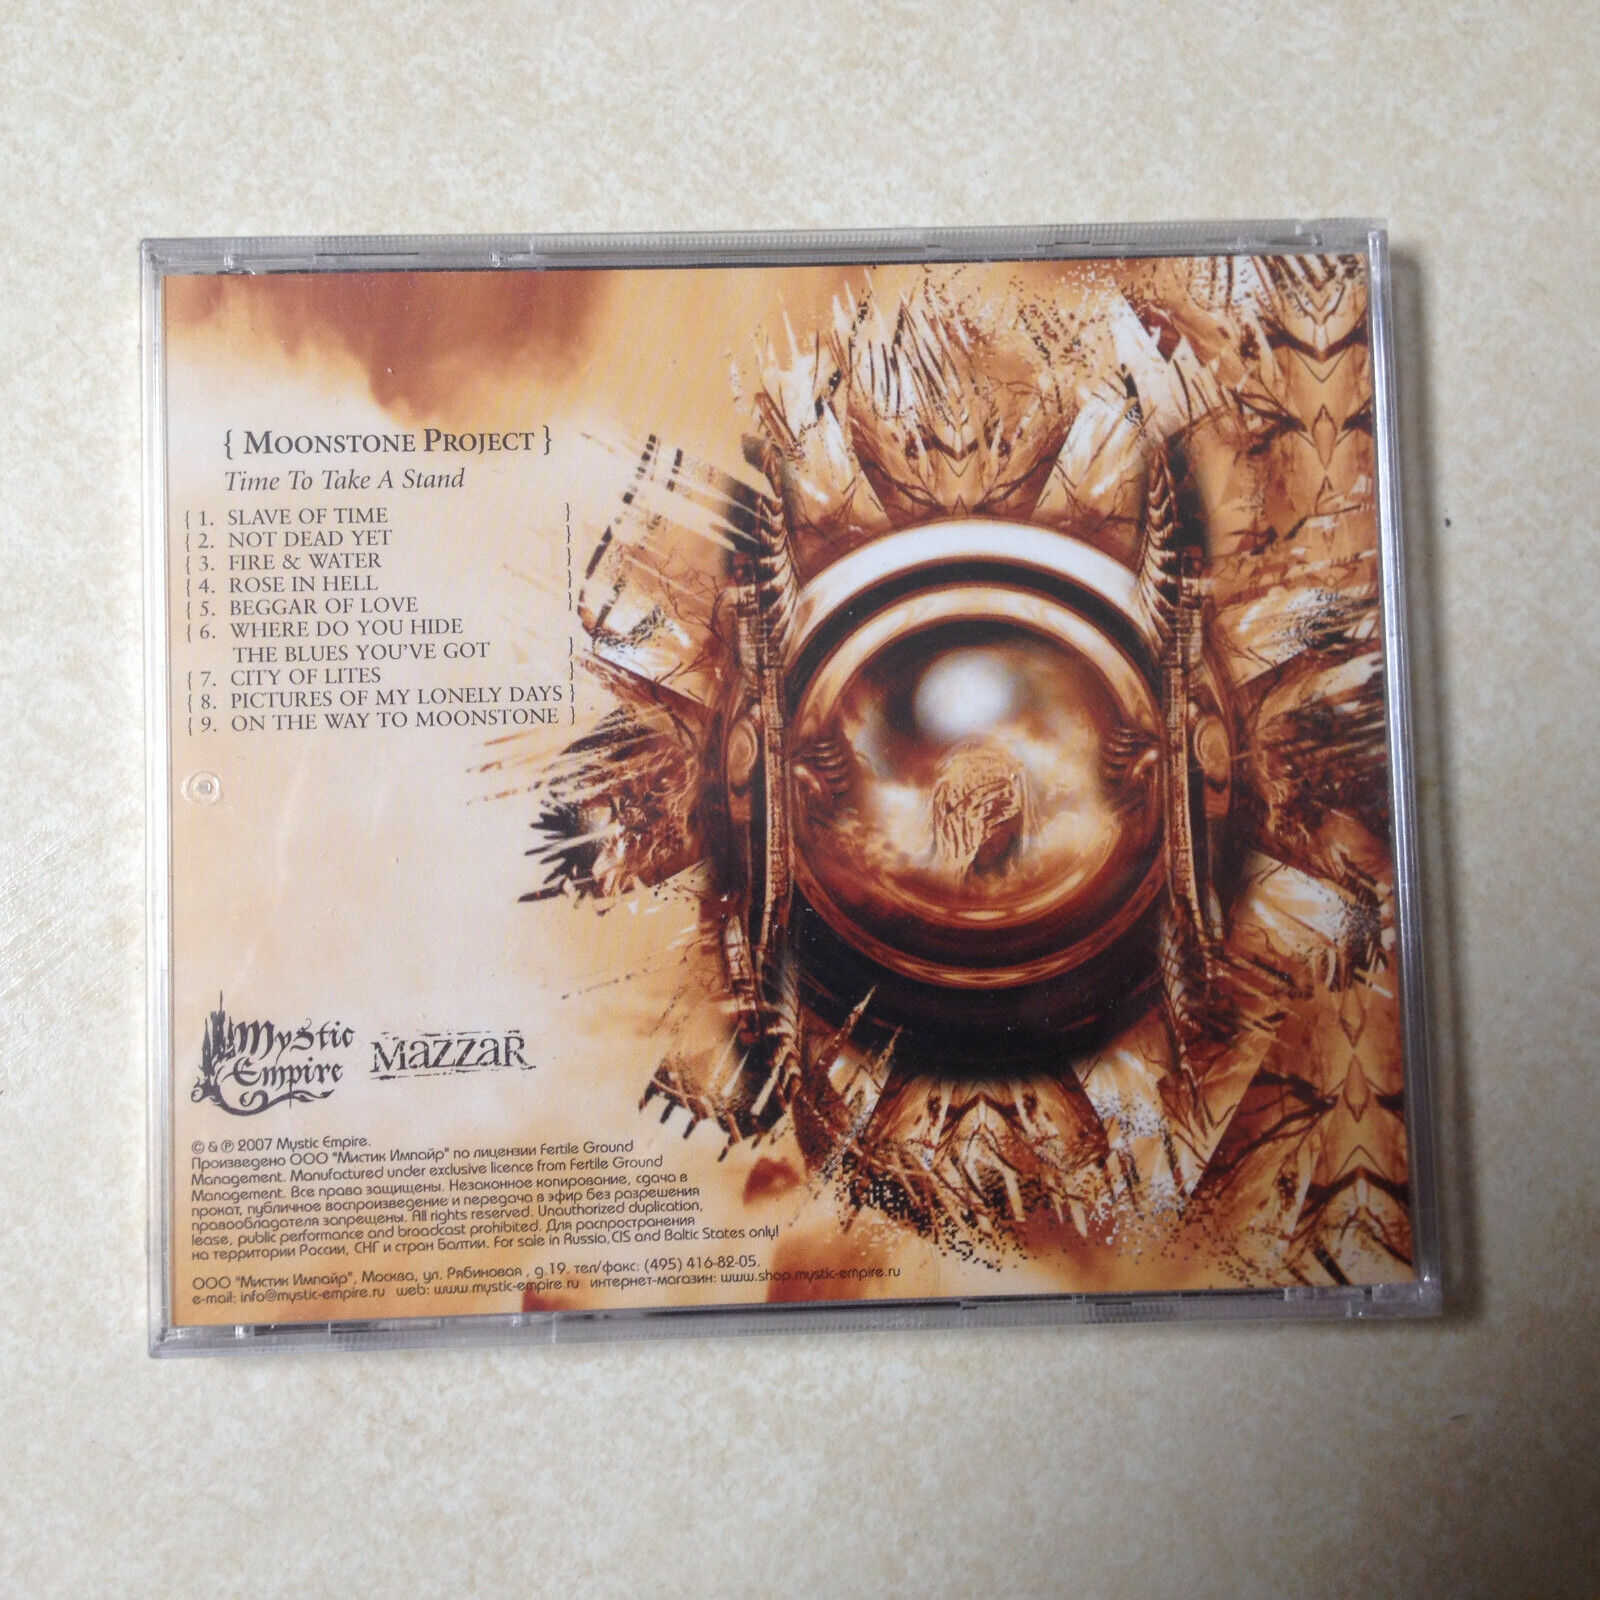 { MOONSTONE PROJECT }
Time To Take A Stand
{ 1. SLAVE OF TIME }
{ 2. NOT DEAD YET }
{ 3. FIRE & WATER }
{ 4. ROSE IN HELL }
{ 5. BEGGAR OF LOVE }
{ 6. WHERE DO YOU HIDE
THE BLUES YOU'VE GOT }
{ 7. CITY OF LITES }
{ 8. PICTURES OF MY LONELY DAYS }
{ 9. ON THE WAY TO MOONSTONE }
Mystic
Empire
MAZZAR
© & ℗ 2007 Mystic Empire.
Произведено ООО "Мистик Импайр" по лицензии Fertile Ground
Management. Manufactured under exclusive licence from Fertile Ground
Management. Все права защищены. Незаконное копирование, сдача в
прокат, публичное воспроизведение и передача в эфир без разрешения
правообладателя запрещены. All rights reserved. Unauthorized duplication,
lease, public performance and broadcast prohibited. Для распространения
на территории России, СНГ и стран Балтии. For sale in Russia, CIS and Baltic States only!
ООО "Мистик Импайр", Москва, ул. Рябиновая , д.19. тел/факс: (495) 416-82-05.
e-mail: info@mystic-empire.ru web: www.mystic-empire.ru интернет-магазин: www.shop.mystic-empire.ru